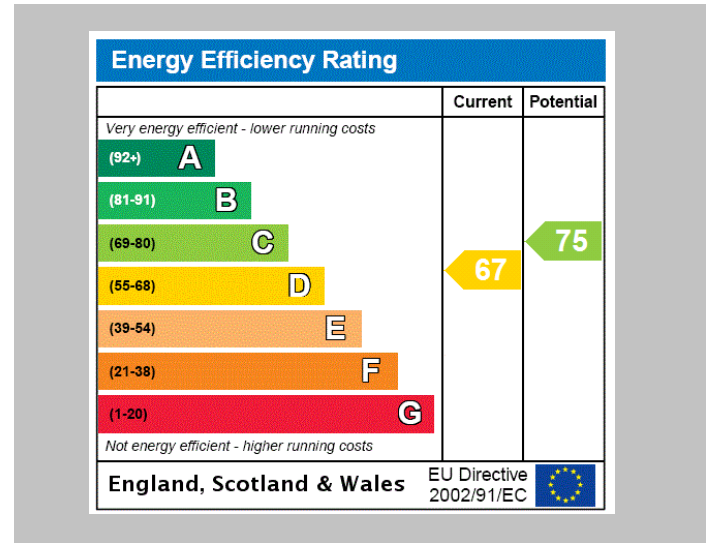 Energy Efficiency Rating
Current Potential
Very energy efficient - lower running costs
(92+) A
(81-91) B
(69-80) C
75
(55-68) D
67
(39-54) E
(21-38) F
(1-20) G
Not energy efficient - higher running costs
England, Scotland & Wales
EU Directive
2002/91/EC